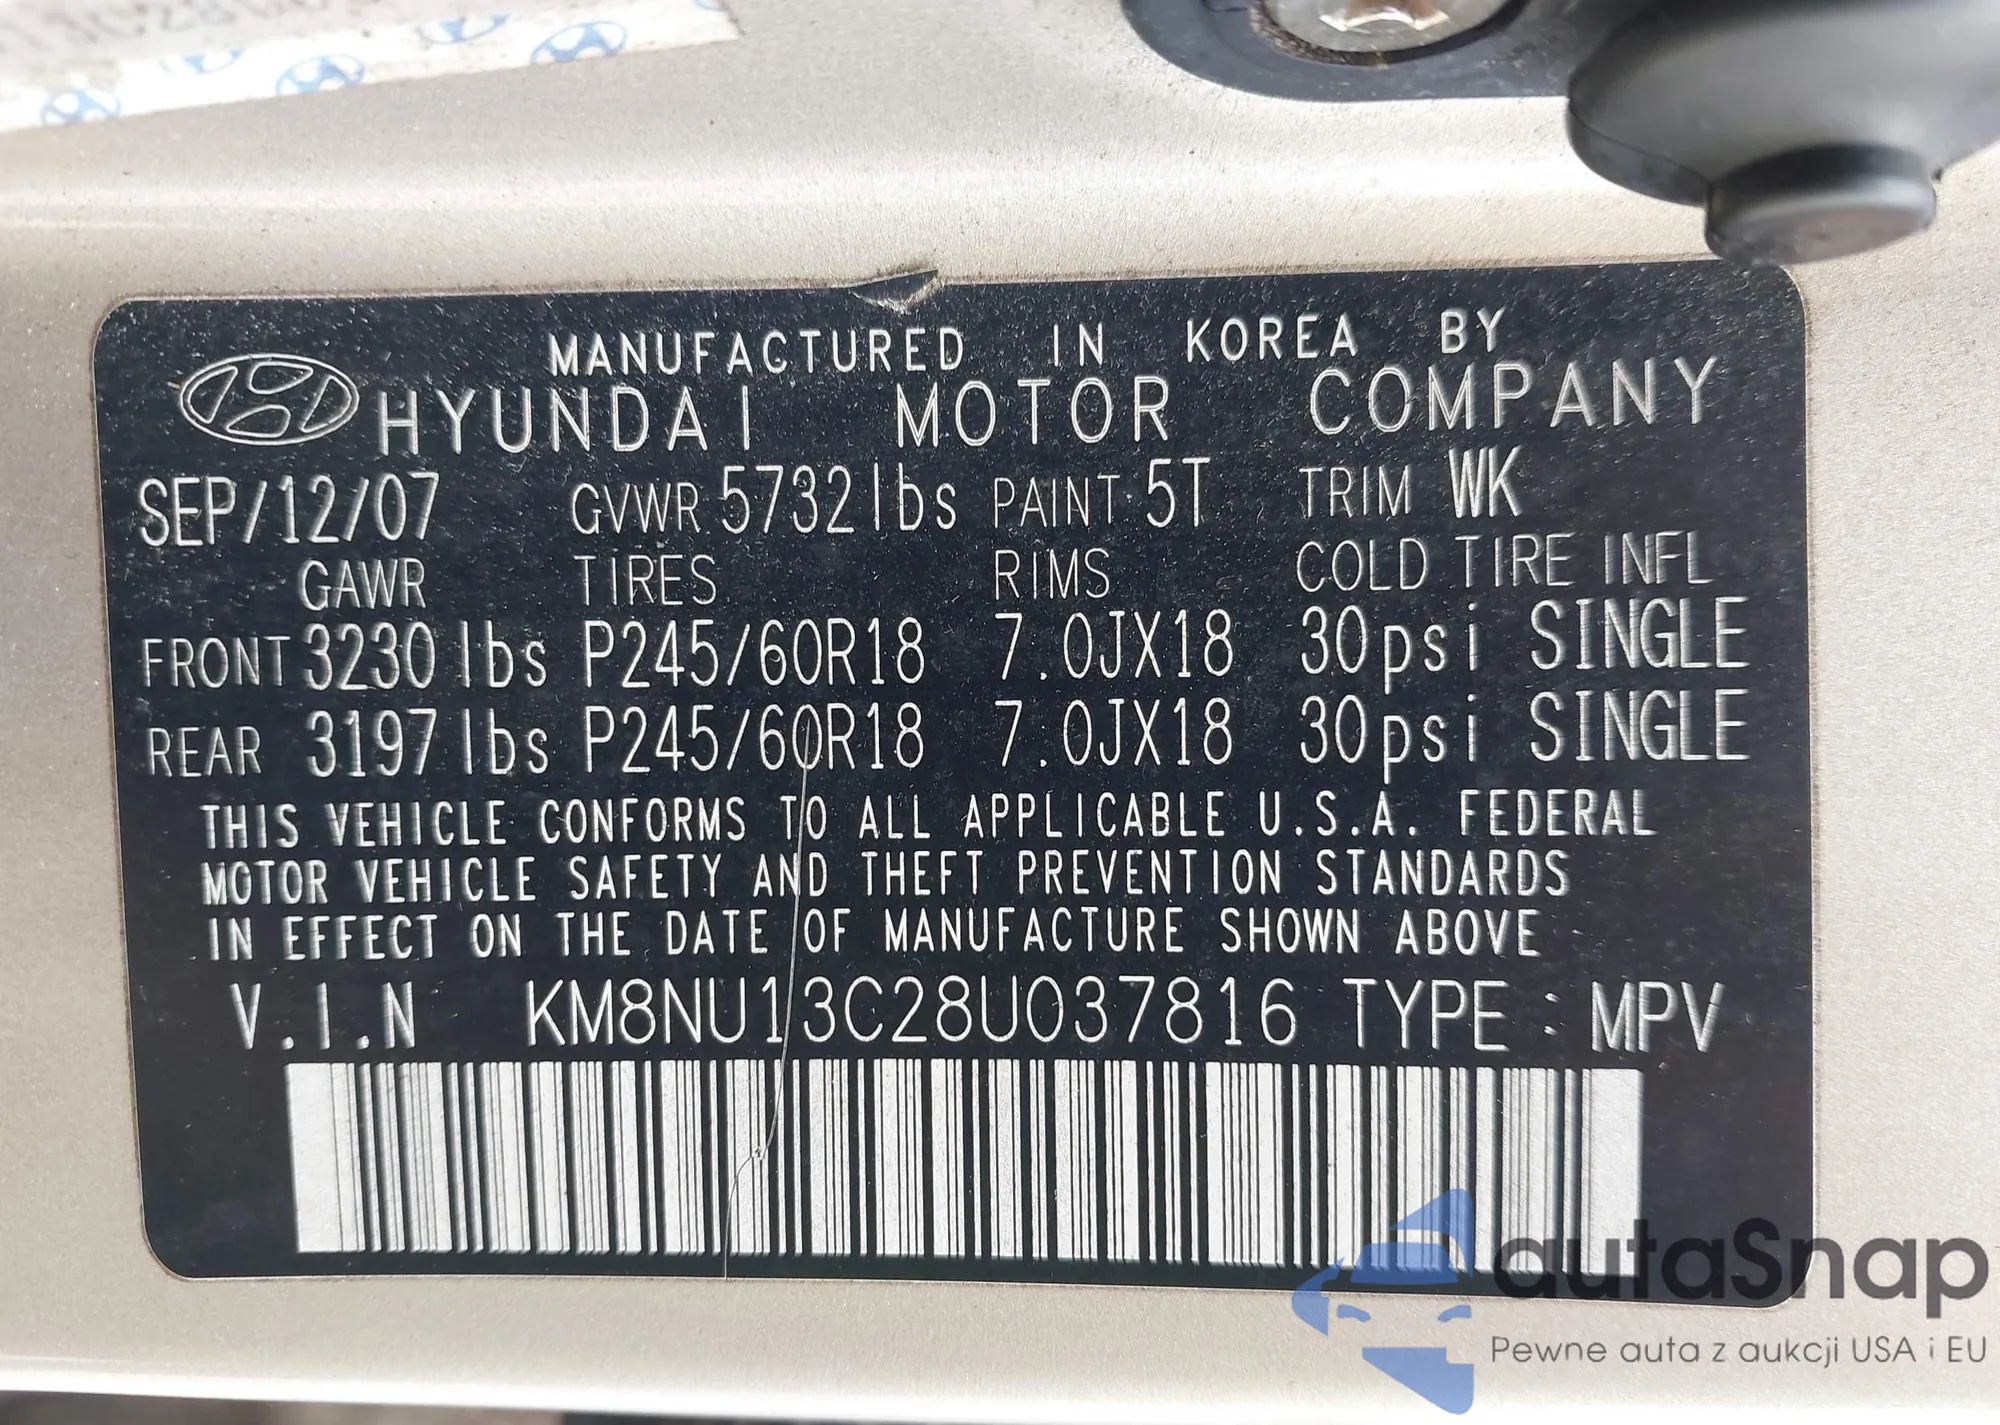 MANUFACTURED IN KOREA BY
HYUNDAI MOTOR COMPANY
SEP/12/07 GVWR 5732lbs PAINT 5T TRIM WK
GAWR TIRES RIMS COLD TIRE INFL
FRONT 3230 lbs P245/60R18 7.0JX18 30psi SINGLE
REAR 3197 lbs P245/60R18 7.0JX18 30psi SINGLE
THIS VEHICLE CONFORMS TO ALL APPLICABLE U.S.A. FEDERAL
MOTOR VEHICLE SAFETY AND THEFT PREVENTION STANDARDS
IN EFFECT ON THE DATE OF MANUFACTURE SHOWN ABOVE
V.I.N KM8NU13C28U037816 TYPE : MPV
autaSnap
Pewne auta z aukcji USA i EU